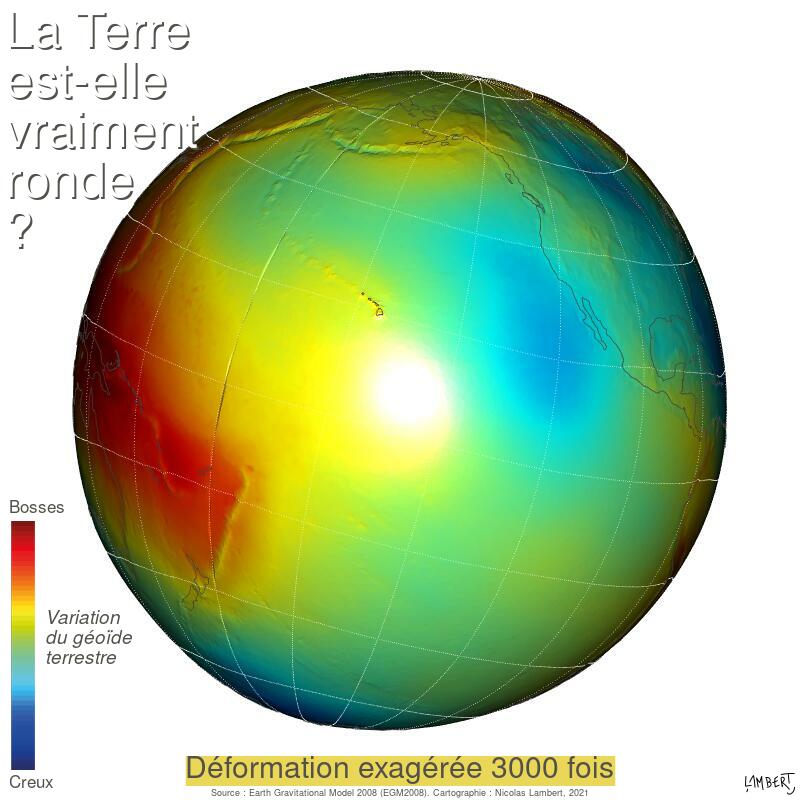 La Terre
est-elle
vraiment
ronde
?
Bosses
Variation
du géoïde
terrestre
Creux
Déformation exagérée 3000 fois
Source : Earth Gravitational Model 2008 (EGM2008). Cartographie : Nicolas Lambert, 2021
LAMBERT